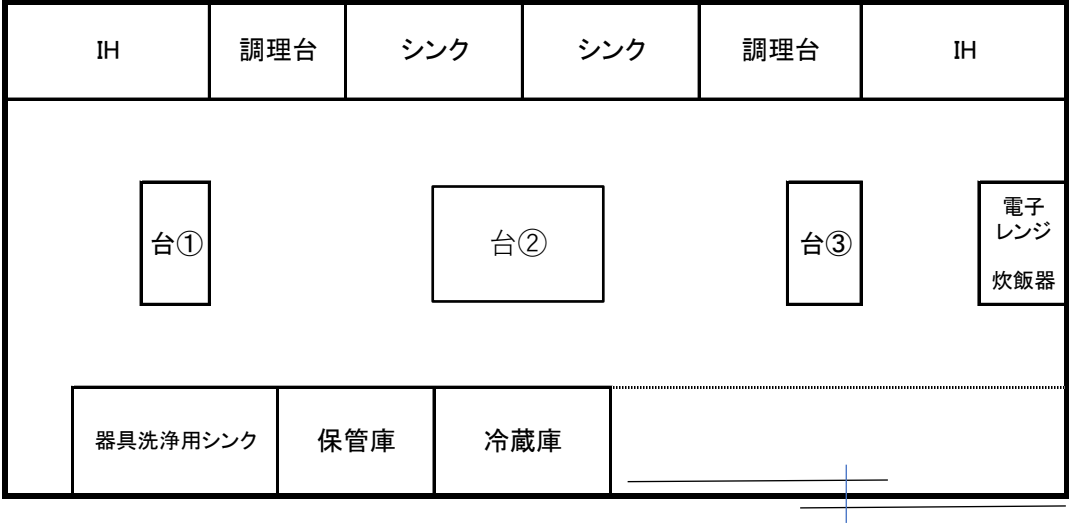 IH
調理台
シンク
シンク
調理台
IH
台①
台②
台③
電子
レンジ
炊飯器
器具洗浄用シンク
保管庫
冷蔵庫